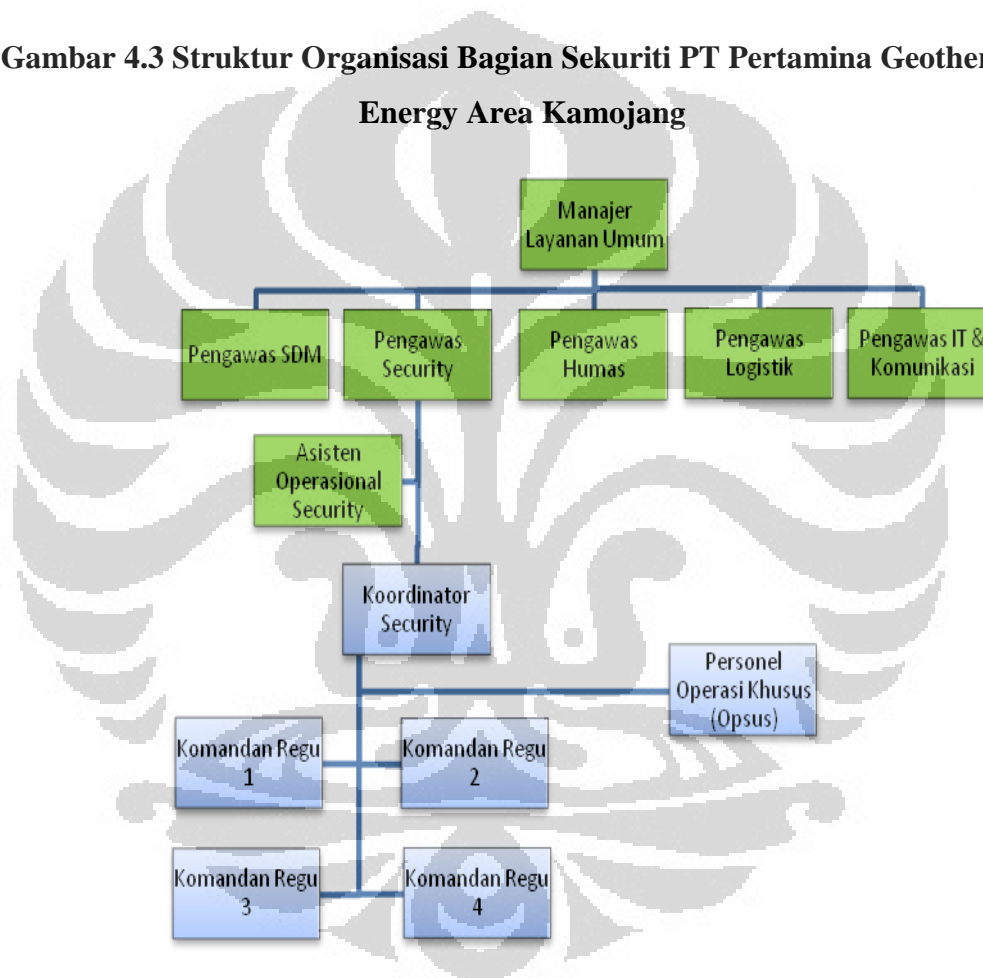 Gambar 4.3 Struktur Organisasi Bagian Sekuriti PT Pertamina Geother
Energy Area Kamojang
Manajer
Layanan Umum
Pengawas SDM
Pengawas
Security
Pengawas
Humas
Pengawas
Logistik
Pengawas IT &
Komunikasi
Asisten
Operasional
Security
Koordinator
Security
Personel
Operasi Khusus
(Opsus)
Komandan Regu
1
Komandan Regu
2
Komandan Regu
3
Komandan Regu
4